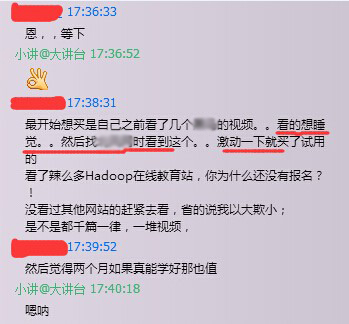 17:36:33
恩，，等下
小讲@大讲台 17:36:52
17:38:31
最开始想买是自己之前看了几个的视频。。看的想睡
觉。。然后找时看到这个。。激动一下就买了试用
的
看了辣么多Hadoop在线教育站，你为什么还没有报名？
！
没看过其他网站的赶紧去看，省的说我以大欺小；
是不是都千篇一律，一堆视频，
17:39:52
然后觉得两个月如果真能学好那也值
小讲@大讲台 17:40:18
嗯呐